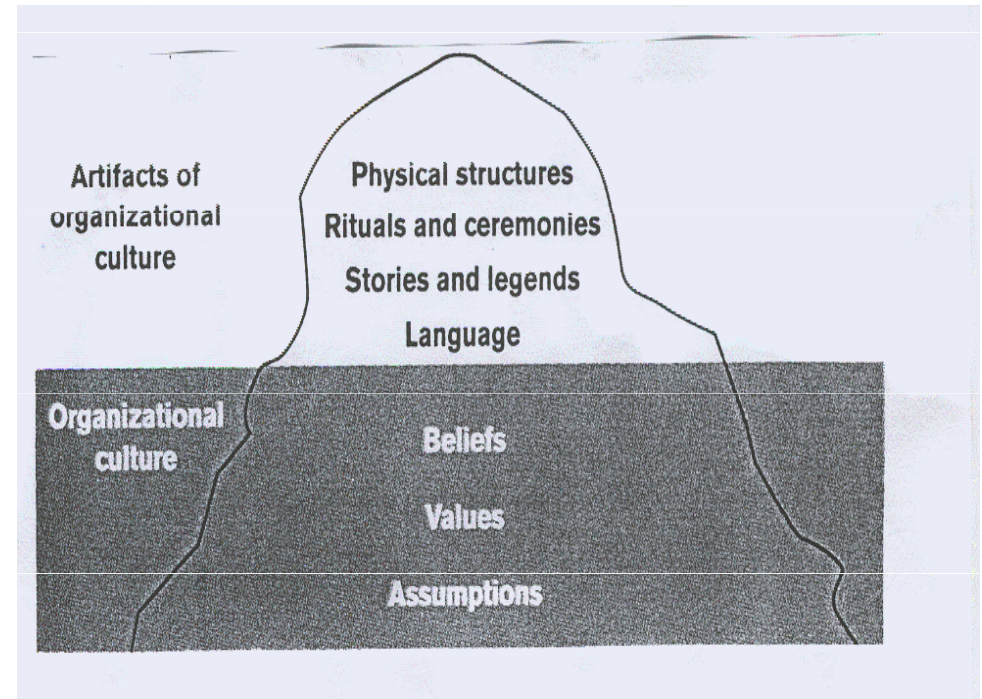 Artifacts of
organizational
culture
Physical structures
Rituals and ceremonies
Stories and legends
Language
Organizational
culture
Beliefs
Values
Assumptions